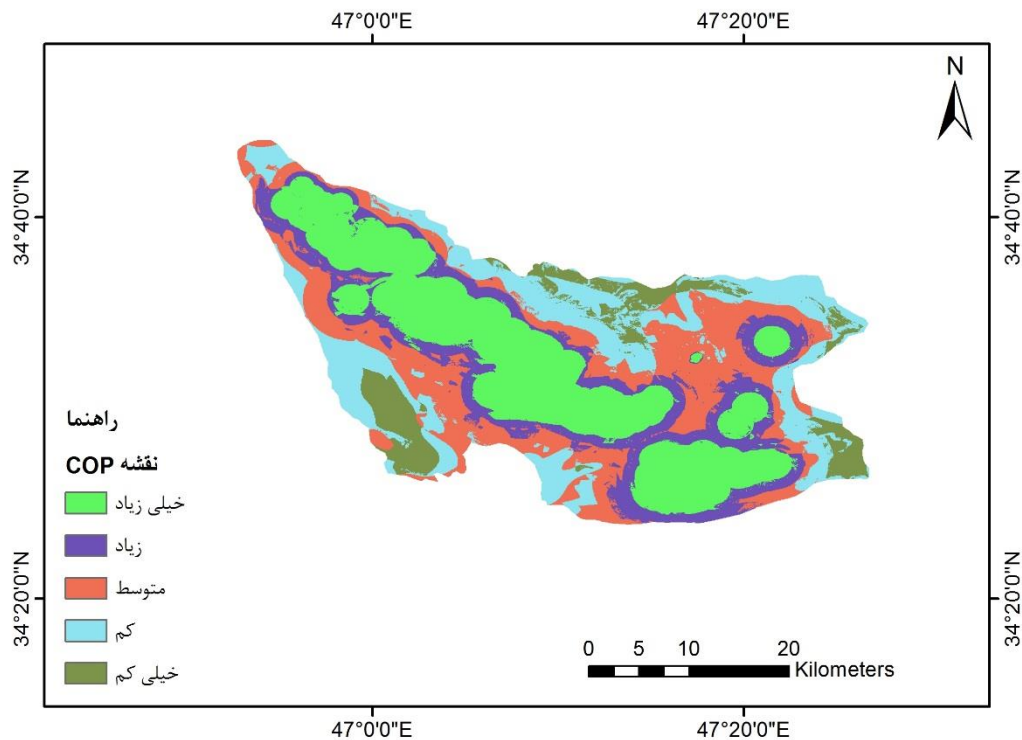 47°0'0"E 47°20'0"E
N
34°40'0"N 34°40'0"N
راهنما
نقشه COP
خیلی زیاد
زیاد
متوسط
کم
خیلی کم
34°20'0"N 34°20'0"N
0 5 10 20
Kilometers
47°0'0"E 47°20'0"E